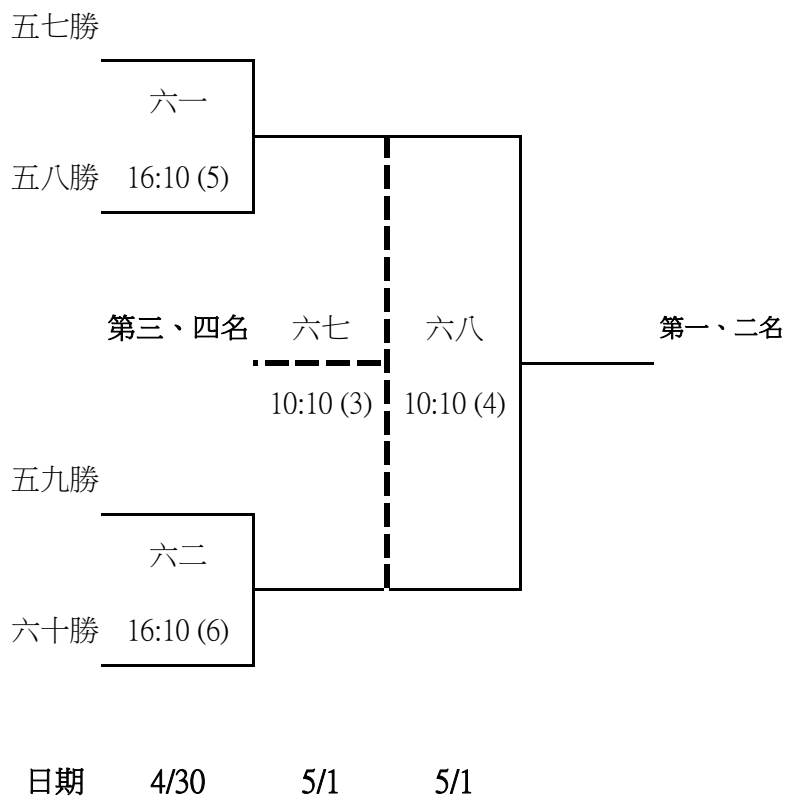 五七勝
六一
五八勝 16:10 (5)
第三、四名 六七 六八 第一、二名
10:10 (3) 10:10 (4)
五九勝
六二
六十勝 16:10 (6)
日期 4/30 5/1 5/1